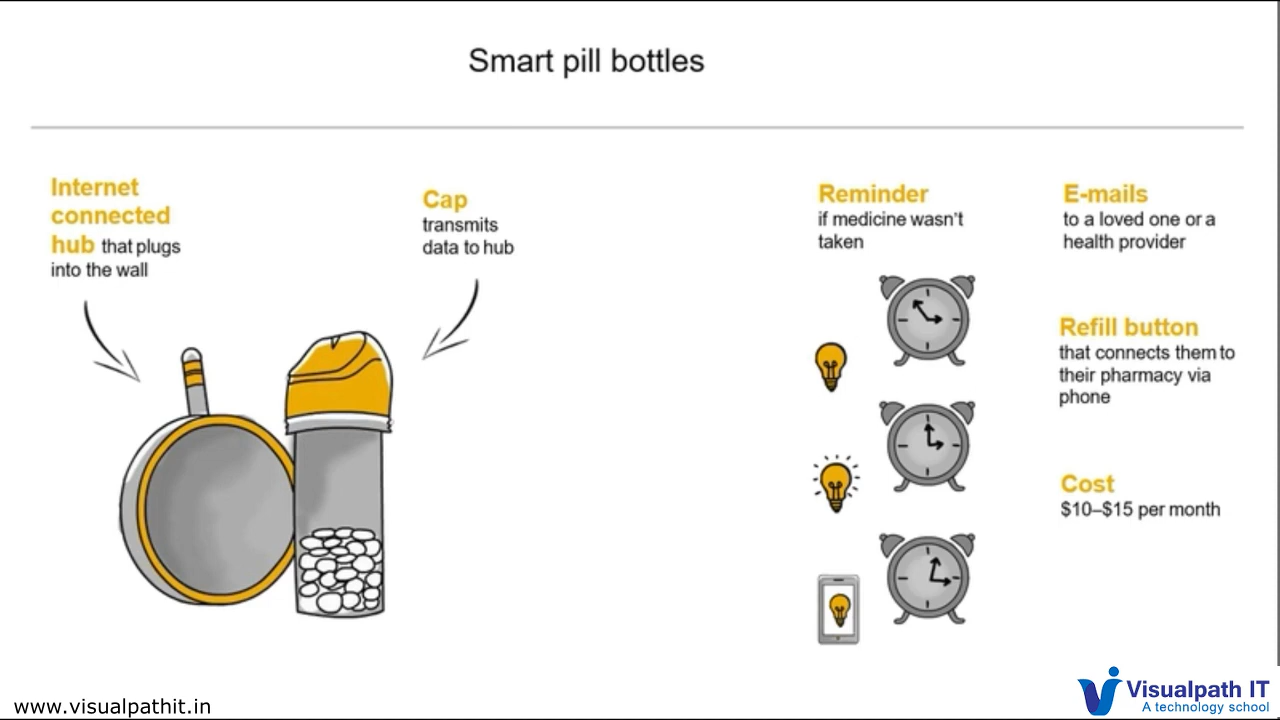 Smart pill bottles
Internet
connected
hub that plugs
into the wall
Cap
transmits
data to hub
Reminder
if medicine wasn't
taken
E-mails
to a loved one or a
health provider
Refill button
that connects them to
their pharmacy via
phone
Cost
$10–$15 per month
www.visualpathit.in
Visualpath IT
A technology school